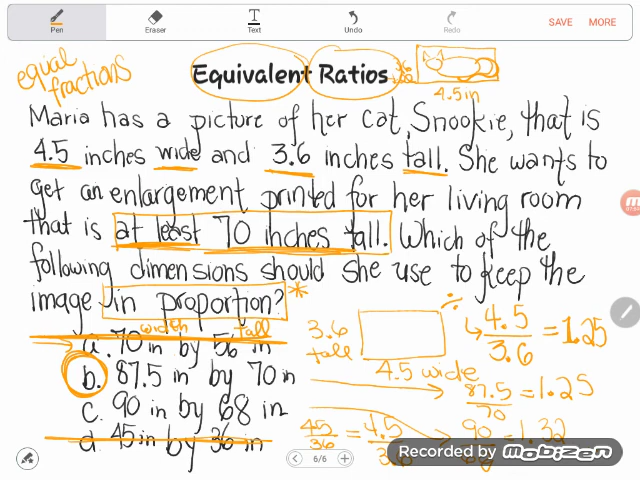 Pen Eraser Text Undo Redo SAVE MORE
equal fractions
Equivalent Ratios
3.6
4.5 in
Maria has a picture of her cat, Snookie, that is
4.5 inches wide and 3.6 inches tall. She wants to
get an enlargement printed for her living room
that is at least 70 inches tall. Which of the
following dimensions should she use to keep the
image in proportion? *
width tall
a. 70 in by 56 in
b. 87.5 in by 70 in
c. 90 in by 68 in
d. 45 in by 36 in
3.6 tall
4.5 wide
÷
4.5/3.6 = 1.25
87.5/70 = 1.25
90/68 = 1.32
45/36 = 4.5/3.6
6/6
Recorded by
mobizen